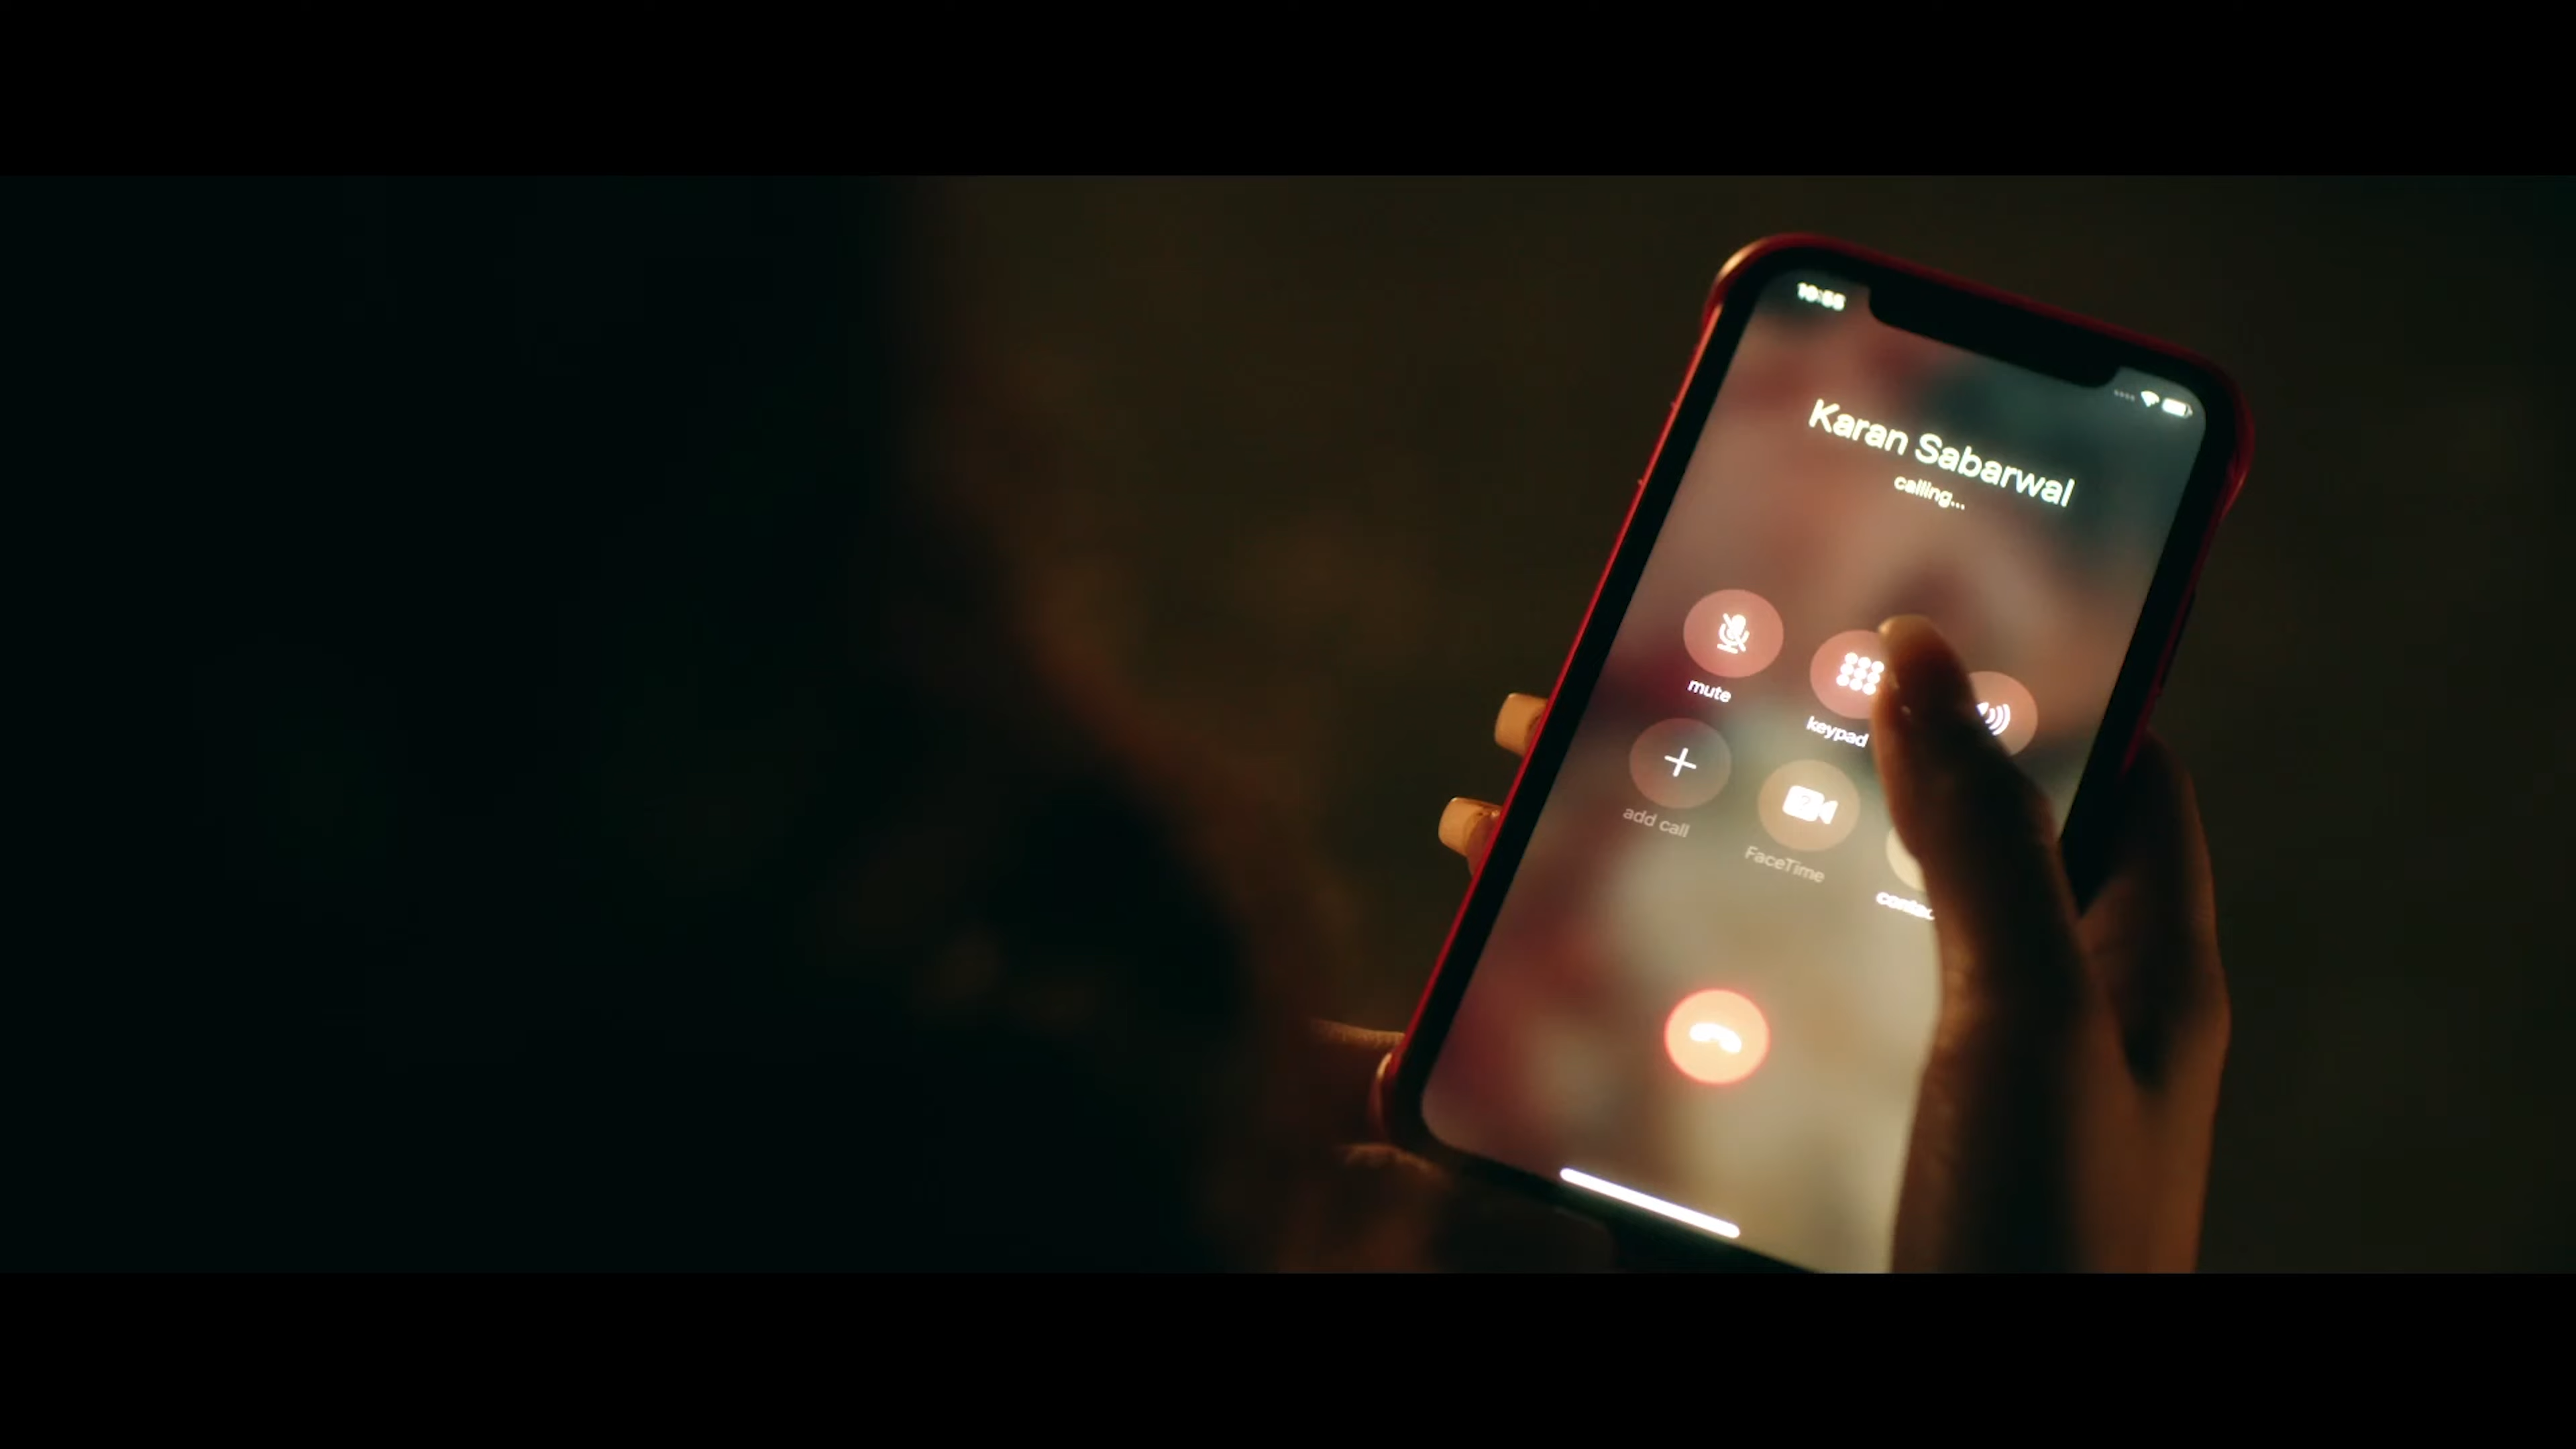 Karan Sabarwal
calling...
mute
keypad
add call
FaceTime